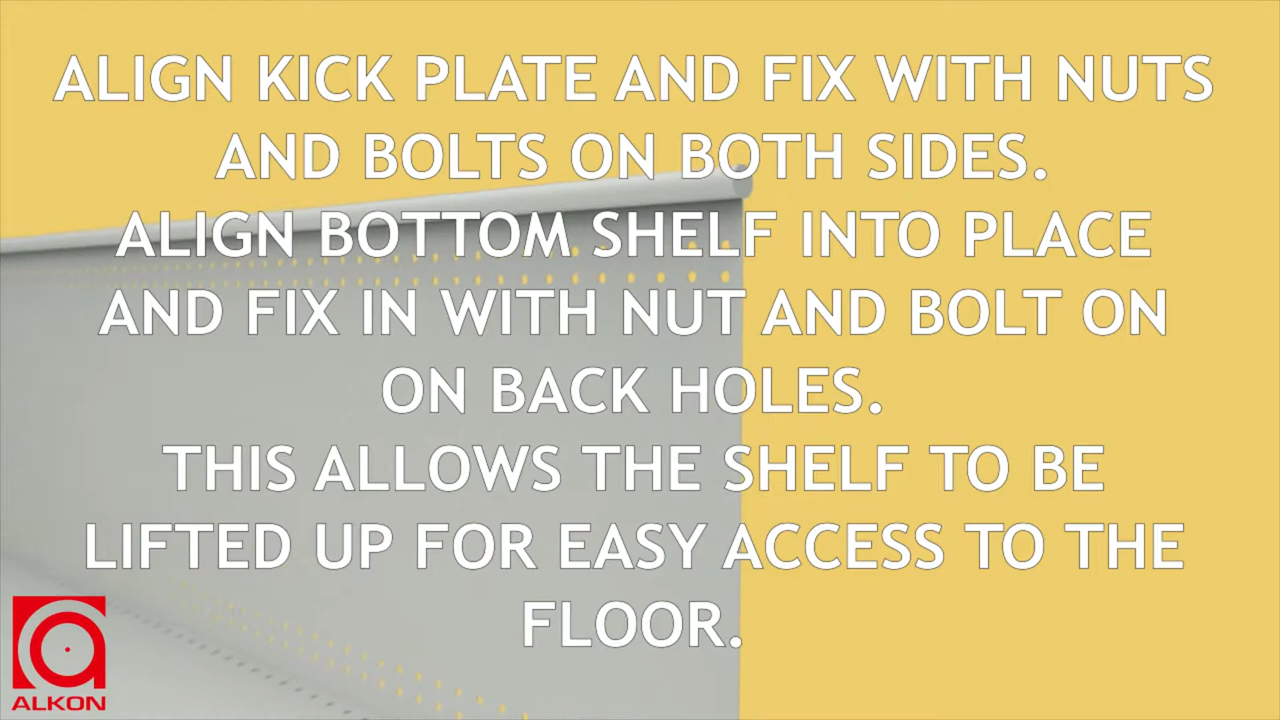 ALIGN KICK PLATE AND FIX WITH NUTS
AND BOLTS ON BOTH SIDES.
ALIGN BOTTOM SHELF INTO PLACE
AND FIX IN WITH NUT AND BOLT ON
ON BACK HOLES.
THIS ALLOWS THE SHELF TO BE
LIFTED UP FOR EASY ACCESS TO THE
FLOOR.
ALKON